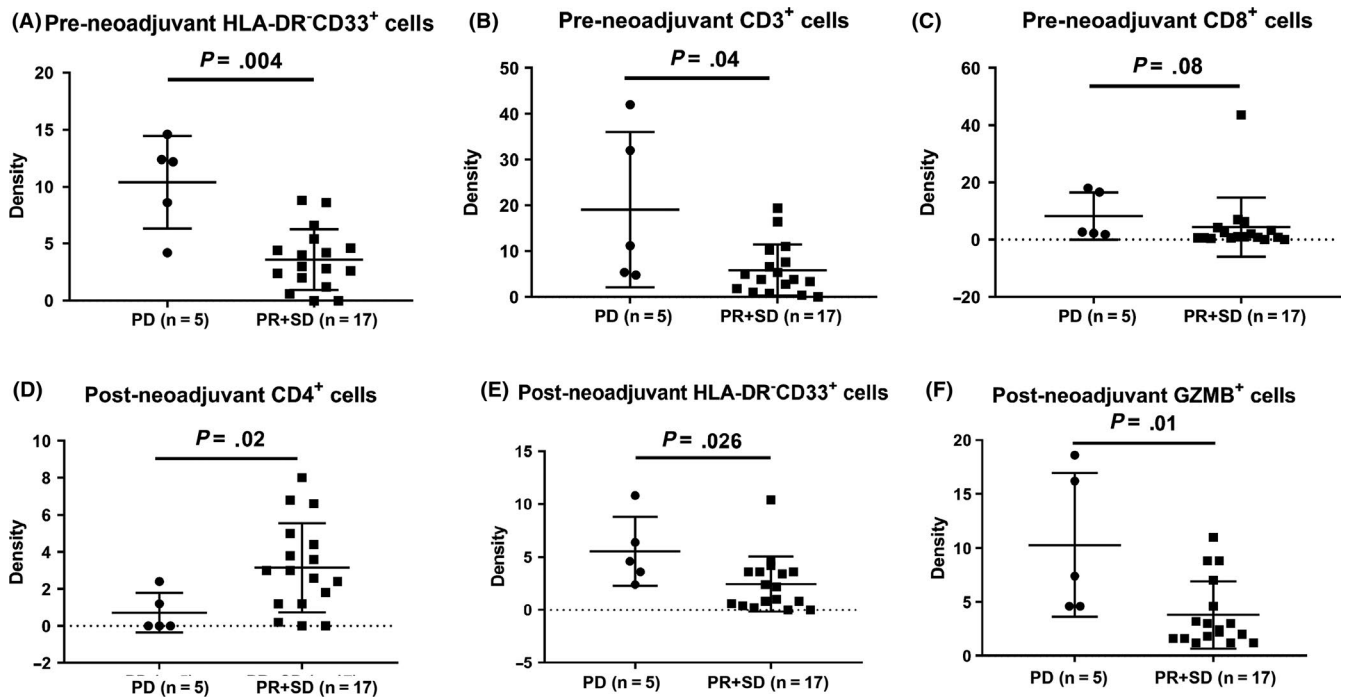 (A) Pre-neoadjuvant HLA-DR⁻CD33⁺ cells
P = .004
20
15
10
5
0
Density
PD (n = 5) PR+SD (n = 17)
(B) Pre-neoadjuvant CD3⁺ cells
P = .04
50
40
30
20
10
0
Density
PD (n = 5) PR+SD (n = 17)
(C) Pre-neoadjuvant CD8⁺ cells
P = .08
60
40
20
0
–20
Density
PD (n = 5) PR+SD (n = 17)
(D) Post-neoadjuvant CD4⁺ cells
P = .02
10
8
6
4
2
0
–2
Density
PD (n = 5) PR+SD (n = 17)
(E) Post-neoadjuvant HLA-DR⁻CD33⁺ cells
P = .026
15
10
5
0
–5
Density
PD (n = 5) PR+SD (n = 17)
(F) Post-neoadjuvant GZMB⁺ cells
P = .01
20
15
10
5
0
Density
PD (n = 5) PR+SD (n = 17)